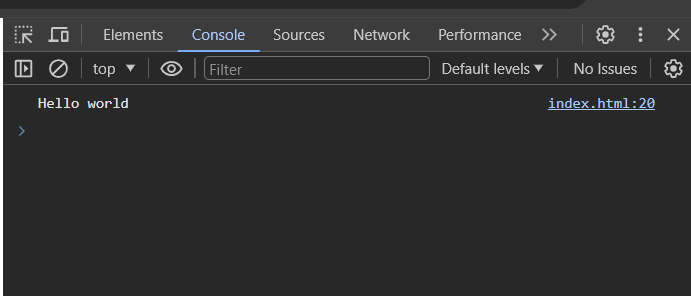 Elements Console Sources Network Performance
top Filter Default levels No Issues
Hello world index.html:20